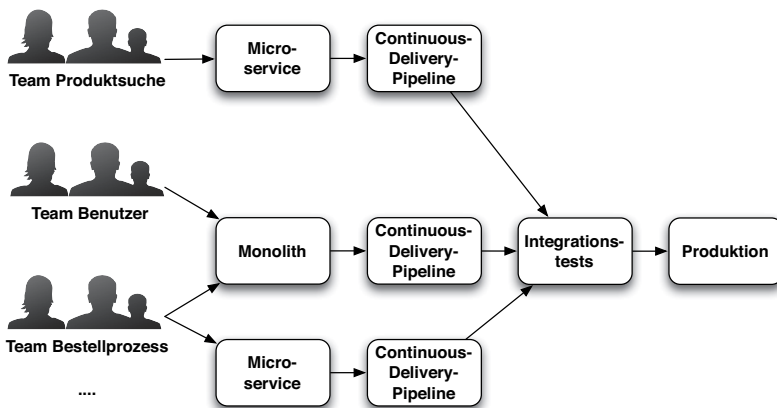 Team Produktsuche
Micro-
service
Continuous-
Delivery-
Pipeline
Team Benutzer
Monolith
Continuous-
Delivery-
Pipeline
Integrations-
tests
Produktion
Team Bestellprozess
Micro-
service
Continuous-
Delivery-
Pipeline
....